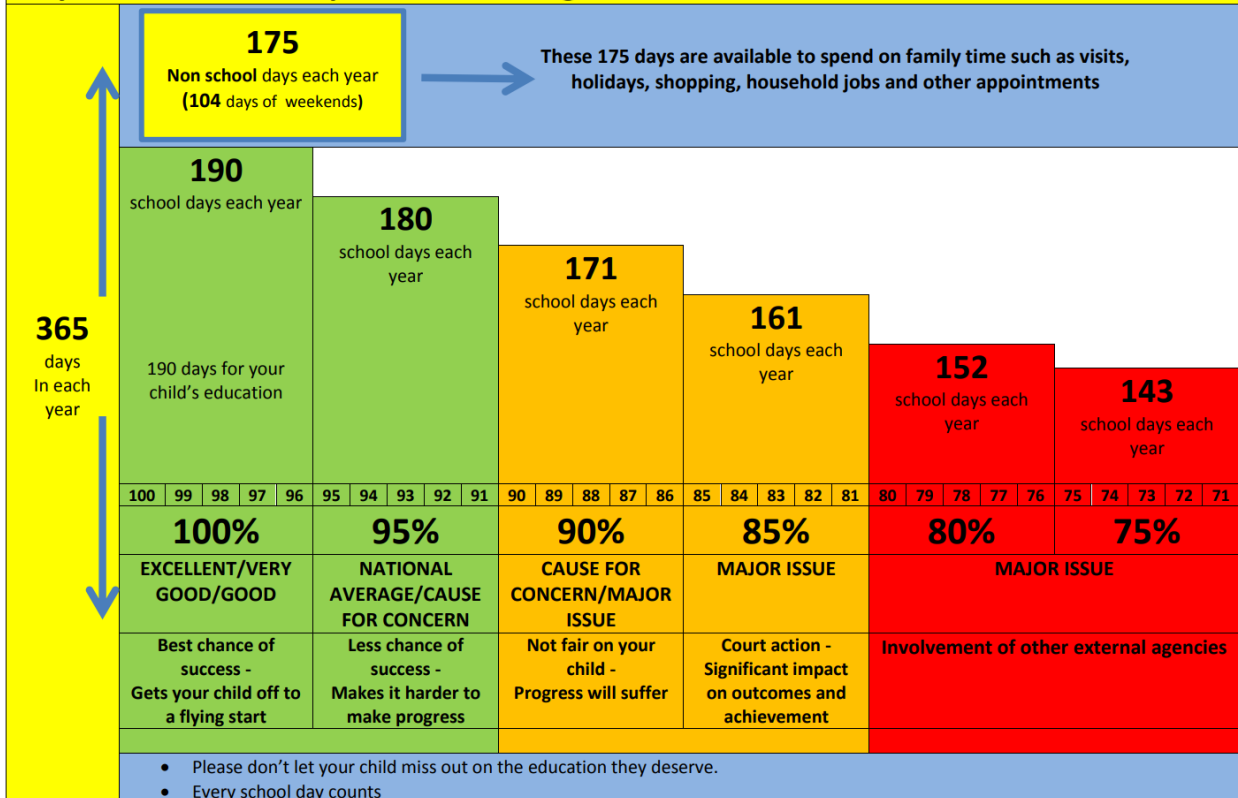 175
Non school days each year
(104 days of weekends)
These 175 days are available to spend on family time such as visits,
holidays, shopping, household jobs and other appointments
365
days
In each
year
190
school days each year
190 days for your
child's education
180
school days each
year
171
school days each
year
161
school days each
year
152
school days each
year
143
school days each
year
100 99 98 97 96 95 94 93 92 91 90 89 88 87 86 85 84 83 82 81 80 79 78 77 76 75 74 73 72 71
100% 95% 90% 85% 80% 75%
EXCELLENT/VERY
GOOD/GOOD
NATIONAL
AVERAGE/CAUSE
FOR CONCERN
CAUSE FOR
CONCERN/MAJOR
ISSUE
MAJOR ISSUE
MAJOR ISSUE
Best chance of
success -
Gets your child off to
a flying start
Less chance of
success -
Makes it harder to
make progress
Not fair on your
child -
Progress will suffer
Court action -
Significant impact
on outcomes and
achievement
Involvement of other external agencies
• Please don't let your child miss out on the education they deserve.
• Every school day counts